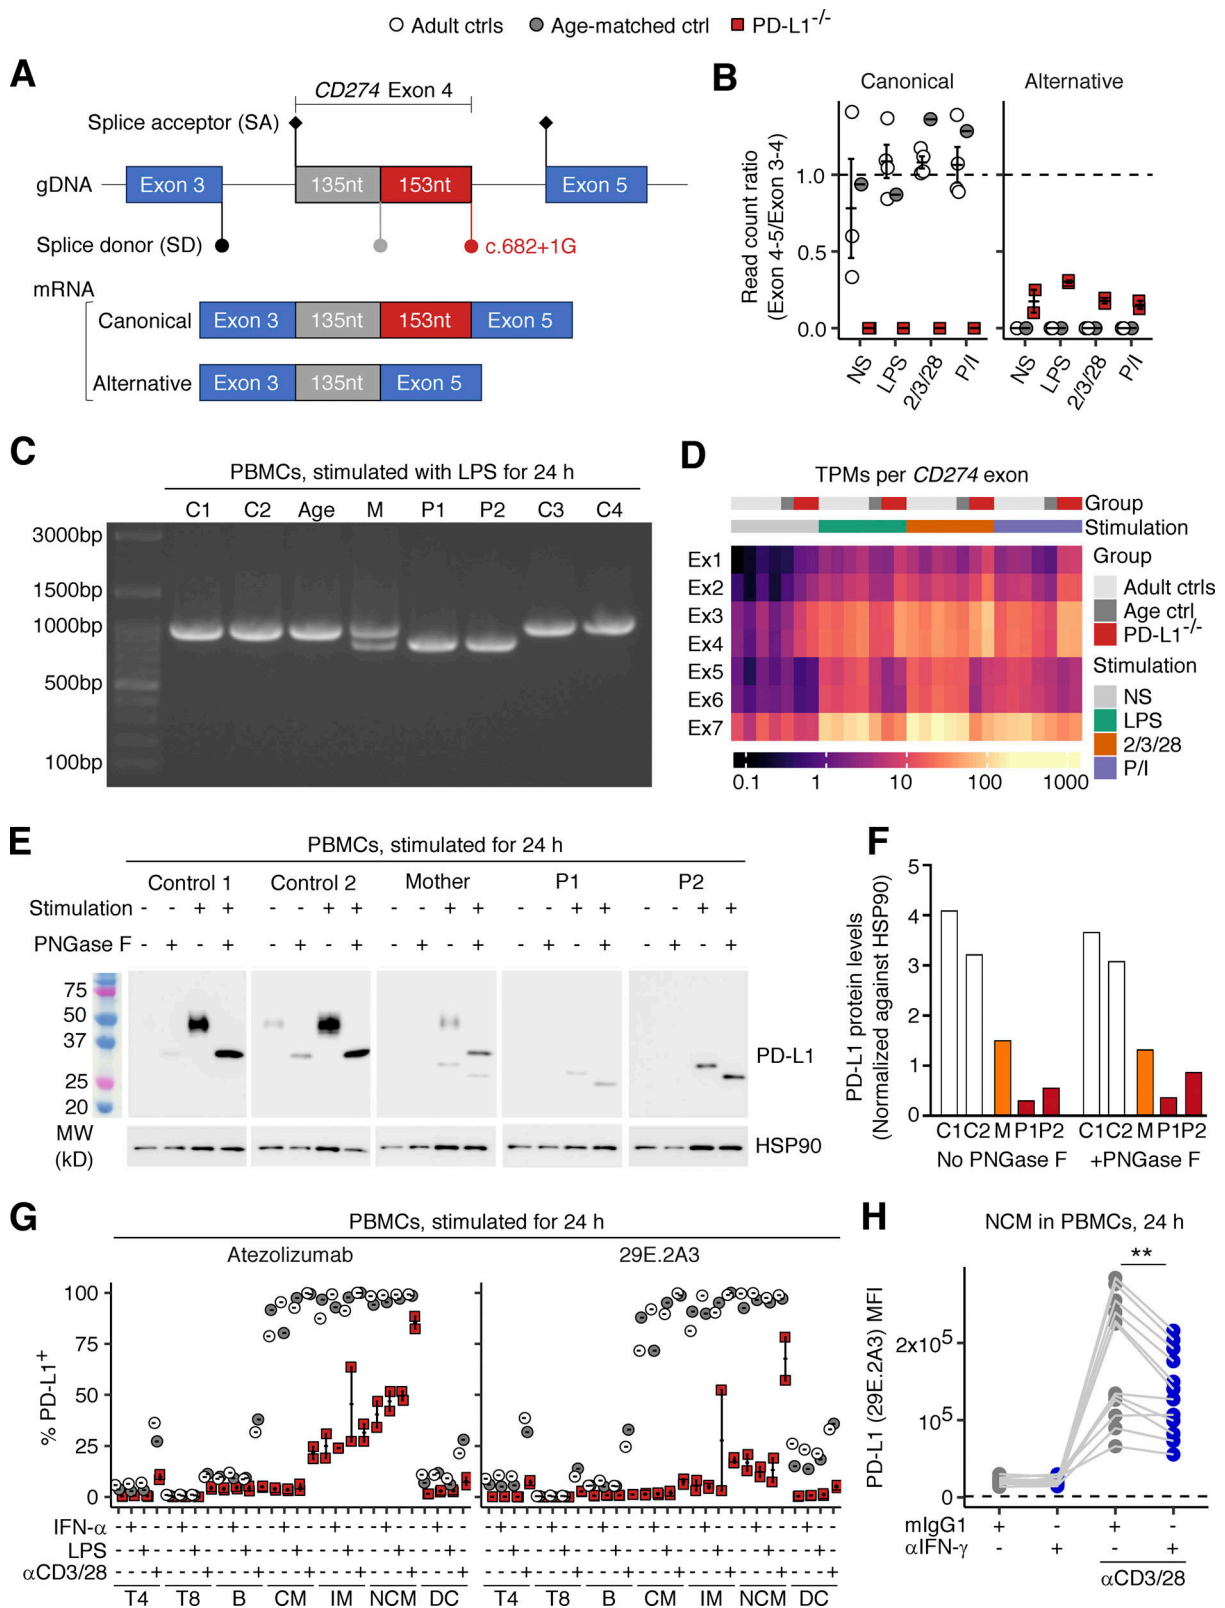 Adult ctrls Age-matched ctrl PD-L1-/-
A
CD274 Exon 4
Splice acceptor (SA)
gDNA Exon 3 135nt 153nt Exon 5
Splice donor (SD) c.682+1G
mRNA
Canonical Exon 3 135nt 153nt Exon 5
Alternative Exon 3 135nt Exon 5
B
Canonical Alternative
Read count ratio
(Exon 4-5/Exon 3-4)
1.0
0.5
0.0
NS LPS 2/3/28 P/I NS LPS 2/3/28 P/I
C
PBMCs, stimulated with LPS for 24 h
C1 C2 Age M P1 P2 C3 C4
3000bp
1500bp
1000bp
500bp
100bp
D
TPMs per CD274 exon
Group
Stimulation
Ex1
Ex2
Ex3
Ex4
Ex5
Ex6
Ex7
0.1 1 10 100 1000
Group
Adult ctrls
Age ctrl
PD-L1-/-
Stimulation
NS
LPS
2/3/28
P/I
E
PBMCs, stimulated for 24 h
Control 1 Control 2 Mother P1 P2
Stimulation - - + + - - + + - - + + - - + + - - + +
PNGase F - + - + - + - + - + - + - + - + - + - +
75
50
37
25
20
MW
(kD)
PD-L1
HSP90
F
PD-L1 protein levels
(Normalized against HSP90)
5
4
3
2
1
0
C1 C2 M P1 P2 C1 C2 M P1 P2
No PNGase F +PNGase F
G
PBMCs, stimulated for 24 h
Atezolizumab 29E.2A3
% PD-L1+
100
75
50
25
0
IFN-α - + - - - + - - - + - - - + - - - + - - - + - - - + - - - + - - - + - - - + - - - + - - - + - - - + - - - + - -
LPS - - + - - - + - - - + - - - + - - - + - - - + - - - + - - - + - - - + - - - + - - - + - - - + - - - + - - - + -
αCD3/28 - - - + - - - + - - - + - - - + - - - + - - - + - - - + - - - + - - - + - - - + - - - + - - - + - - - + - - - +
T4 T8 B CM IM NCM DC T4 T8 B CM IM NCM DC
H
NCM in PBMCs, 24 h
**
PD-L1 (29E.2A3) MFI
2x10^5
10^5
0
mIgG1 + - + -
αIFN-γ - + - +
αCD3/28